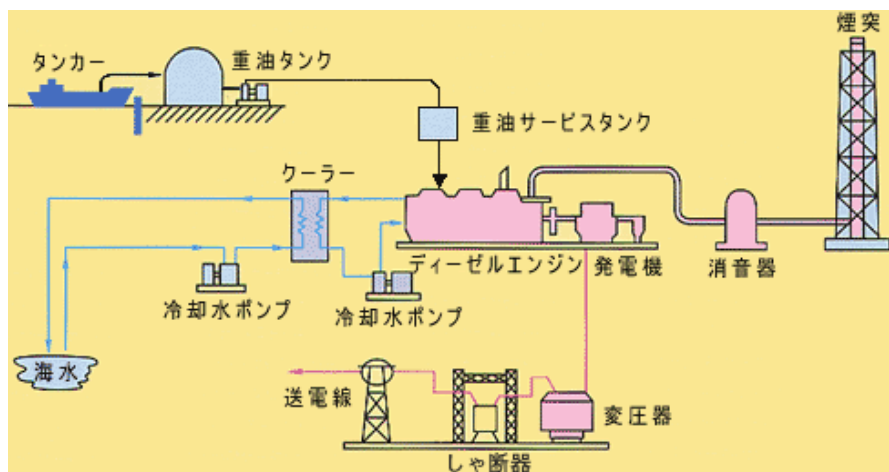 タンカー
重油タンク
煙突
重油サービスタンク
クーラー
ディーゼルエンジン
発電機
消音器
冷却水ポンプ
冷却水ポンプ
海水
送電線
変圧器
しゃ断器